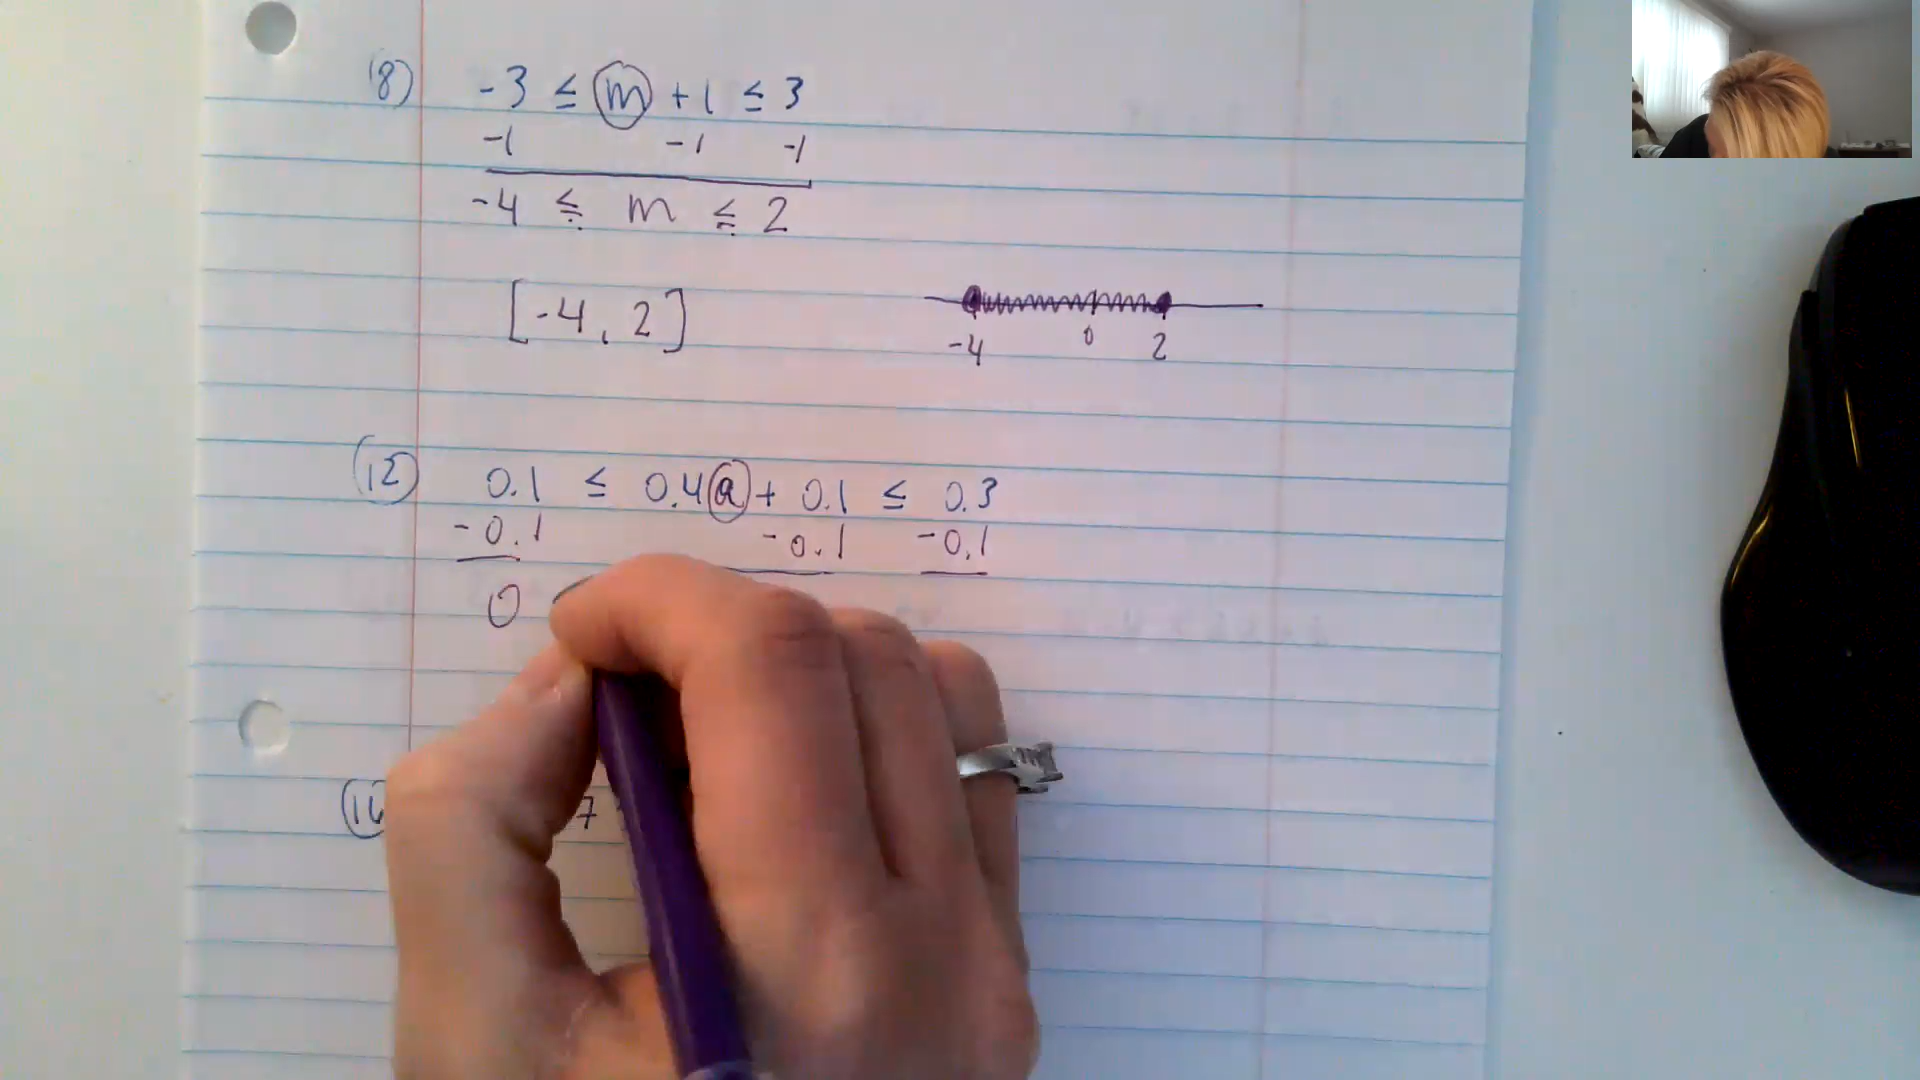 (8) -3 ≤ m + 1 ≤ 3
-1 -1 -1
-4 ≤ m ≤ 2
[-4, 2]
-4 0 2
(12) 0.1 ≤ 0.4a + 0.1 ≤ 0.3
-0.1 -0.1 -0.1
0
7